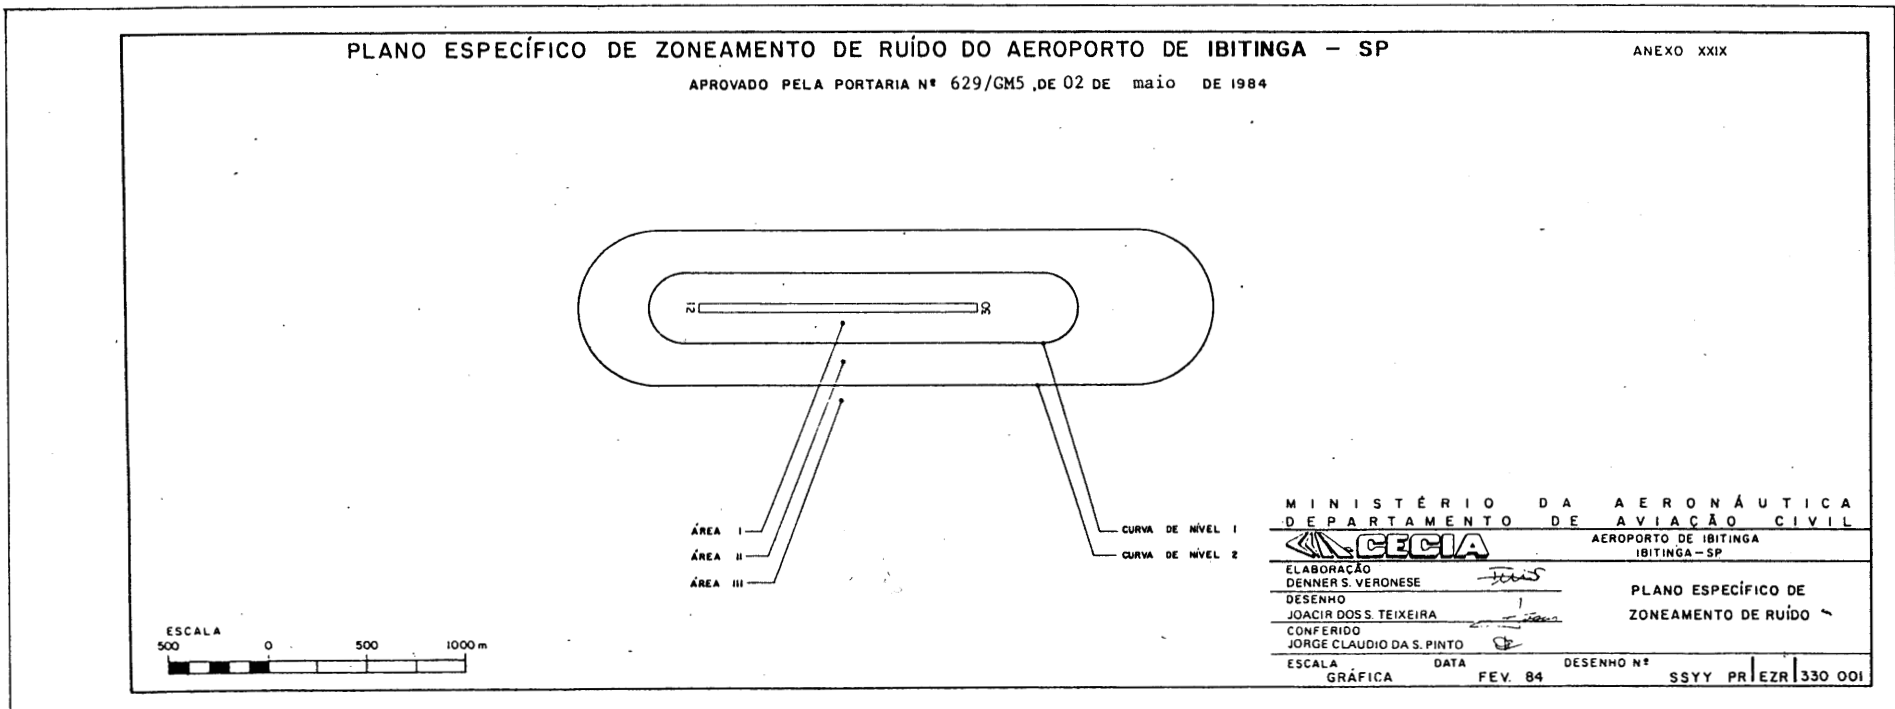 PLANO ESPECÍFICO DE ZONEAMENTO DE RUÍDO DO AEROPORTO DE IBITINGA – SP
ANEXO XXIX
APROVADO PELA PORTARIA Nº 629/GM5 ,DE 02 DE maio DE 1984
12
30
ÁREA I
ÁREA II
ÁREA III
CURVA DE NÍVEL 1
CURVA DE NÍVEL 2
ESCALA
500 0 500 1000 m
MINISTÉRIO DA AERONÁUTICA
DEPARTAMENTO DE AVIAÇÃO CIVIL
CECIA
AEROPORTO DE IBITINGA
IBITINGA–SP
ELABORAÇÃO
DENNER S. VERONESE
DESENHO
JOACIR DOS S. TEIXEIRA
CONFERIDO
JORGE CLAUDIO DA S. PINTO
PLANO ESPECÍFICO DE
ZONEAMENTO DE RUÍDO
ESCALA
GRÁFICA
DATA
FEV. 84
DESENHO Nº
SSYY PR EZR 330 001